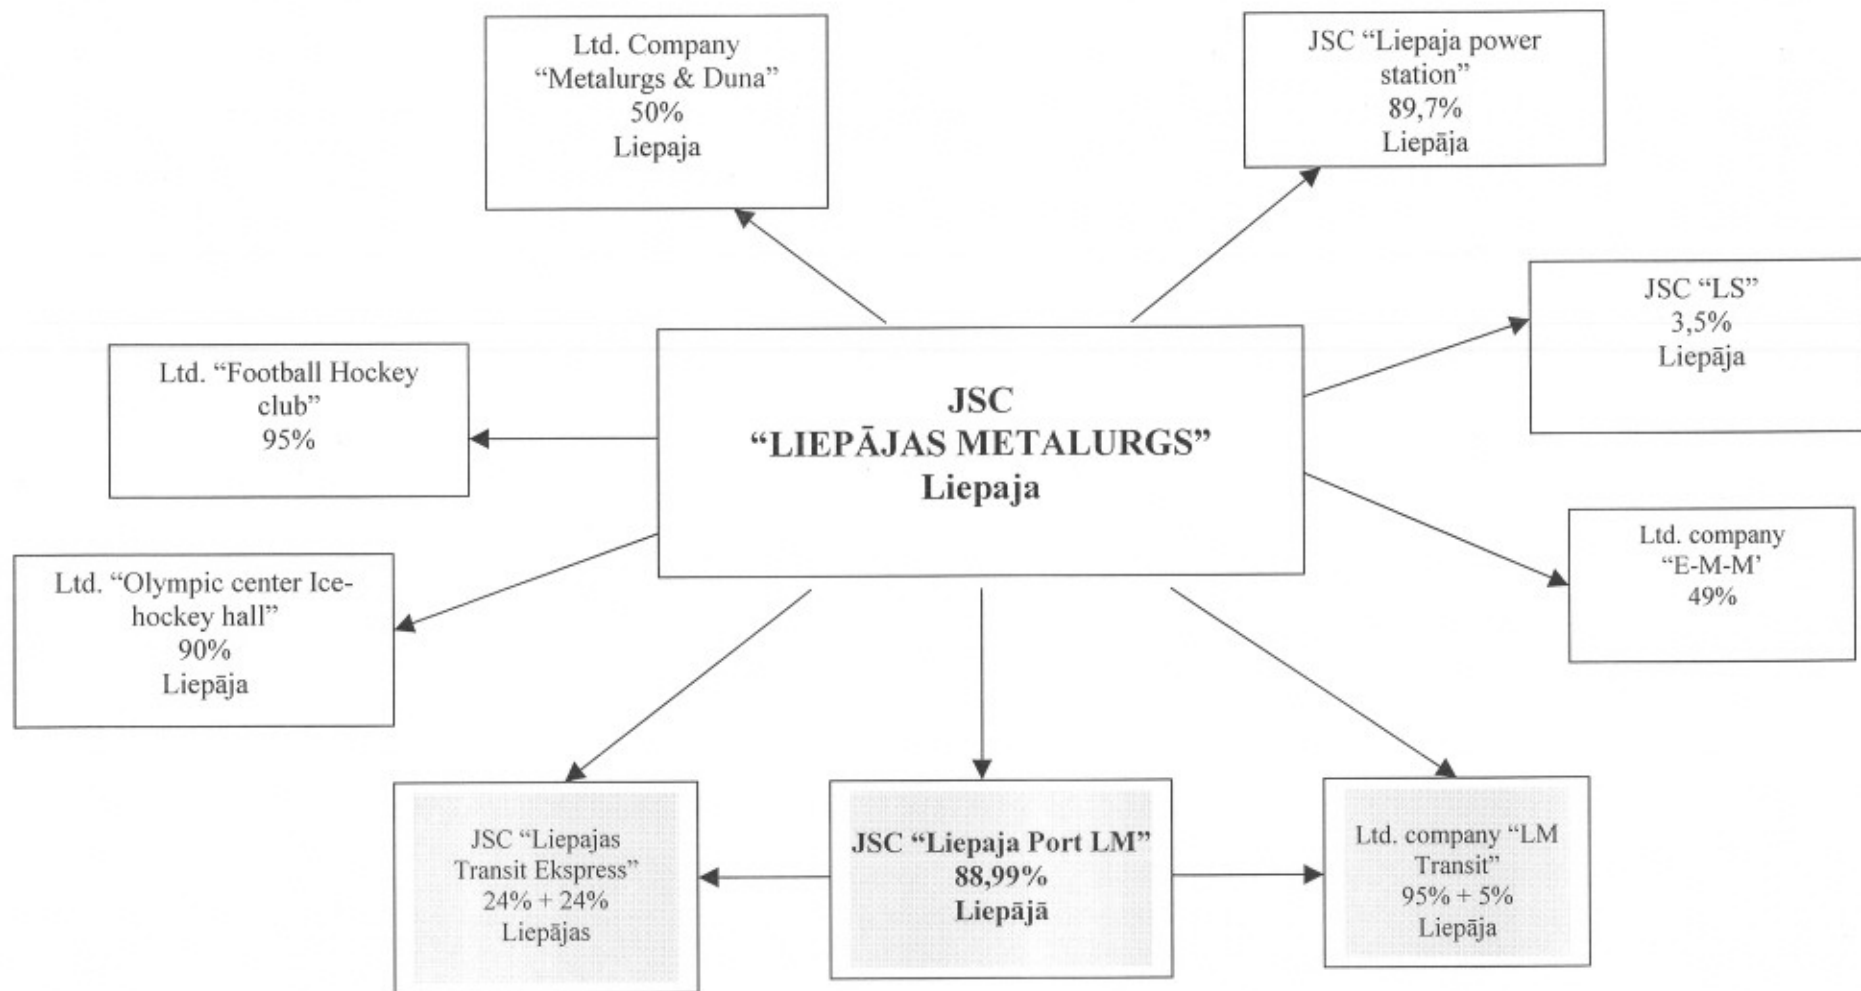 Ltd. Company
“Metalurgs & Duna”
50%
Liepaja
JSC “Liepaja power
station”
89,7%
Liepāja
JSC “LS”
3,5%
Liepāja
Ltd. “Football Hockey
club”
95%
JSC
“LIEPĀJAS METALURGS”
Liepaja
Ltd. company
“E-M-M’
49%
Ltd. “Olympic center Ice-
hockey hall”
90%
Liepāja
JSC “Liepajas
Transit Ekspress”
24% + 24%
Liepājas
JSC “Liepaja Port LM”
88,99%
Liepājā
Ltd. company “LM
Transit”
95% + 5%
Liepāja